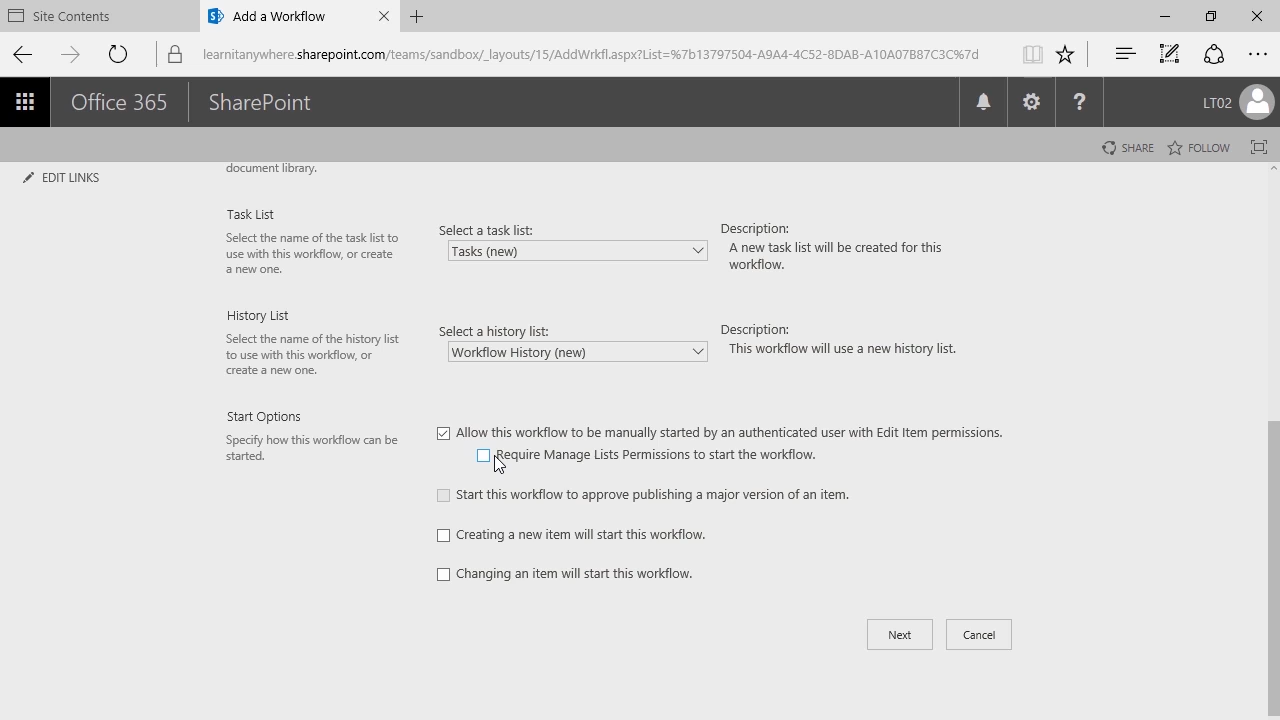 Site Contents
Add a Workflow
learnitanywhere.sharepoint.com/teams/sandbox/_layouts/15/AddWrkfl.aspx?List=%7b13797504-A9A4-4C52-8DAB-A10A07B87C3C%7d
Office 365
SharePoint
?
LT02
SHARE
FOLLOW
EDIT LINKS
document library.
Task List
Select the name of the task list to
use with this workflow, or create
a new one.
Select a task list:
Tasks (new)
Description:
A new task list will be created for this
workflow.
History List
Select the name of the history list
to use with this workflow, or
create a new one.
Select a history list:
Workflow History (new)
Description:
This workflow will use a new history list.
Start Options
Specify how this workflow can be
started.
Allow this workflow to be manually started by an authenticated user with Edit Item permissions.
Require Manage Lists Permissions to start the workflow.
Start this workflow to approve publishing a major version of an item.
Creating a new item will start this workflow.
Changing an item will start this workflow.
Next
Cancel